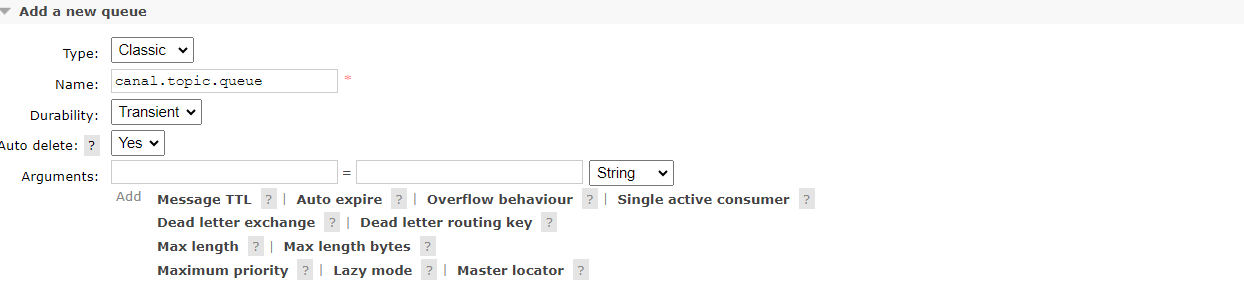 Add a new queue
Type: Classic
Name: canal.topic.queue *
Durability: Transient
Auto delete: ? Yes
Arguments: = String
Add Message TTL ? | Auto expire ? | Overflow behaviour ? | Single active consumer ?
Dead letter exchange ? | Dead letter routing key ?
Max length ? | Max length bytes ?
Maximum priority ? | Lazy mode ? | Master locator ?